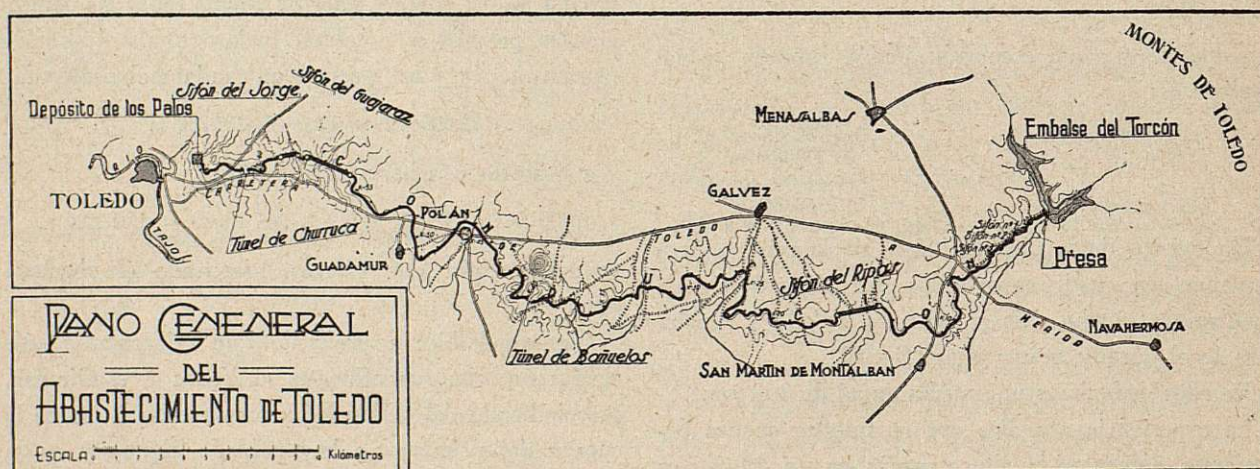 MONTES DE TOLEDO
Sifón del Guajaraz
Sifón del Jorge
Depósito de los Palos
MENASALBAS
Embalse del Torcón
TOLEDO
CARRETERA
TAJO
Túnel de Churruca
GUADAMUR
POLÁN
DE
TOLEDO
GALVEZ
A
Sifón del Ripas
Presa
NAVAHERMOSA
MERIDA
Túnel de Bañuelos
SAN MARTIN DE MONTALBAN
CONDUCCION
PLANO GENENERAL
DEL
ABASTECIMIENTO DE TOLEDO
ESCALA
Kilómetros